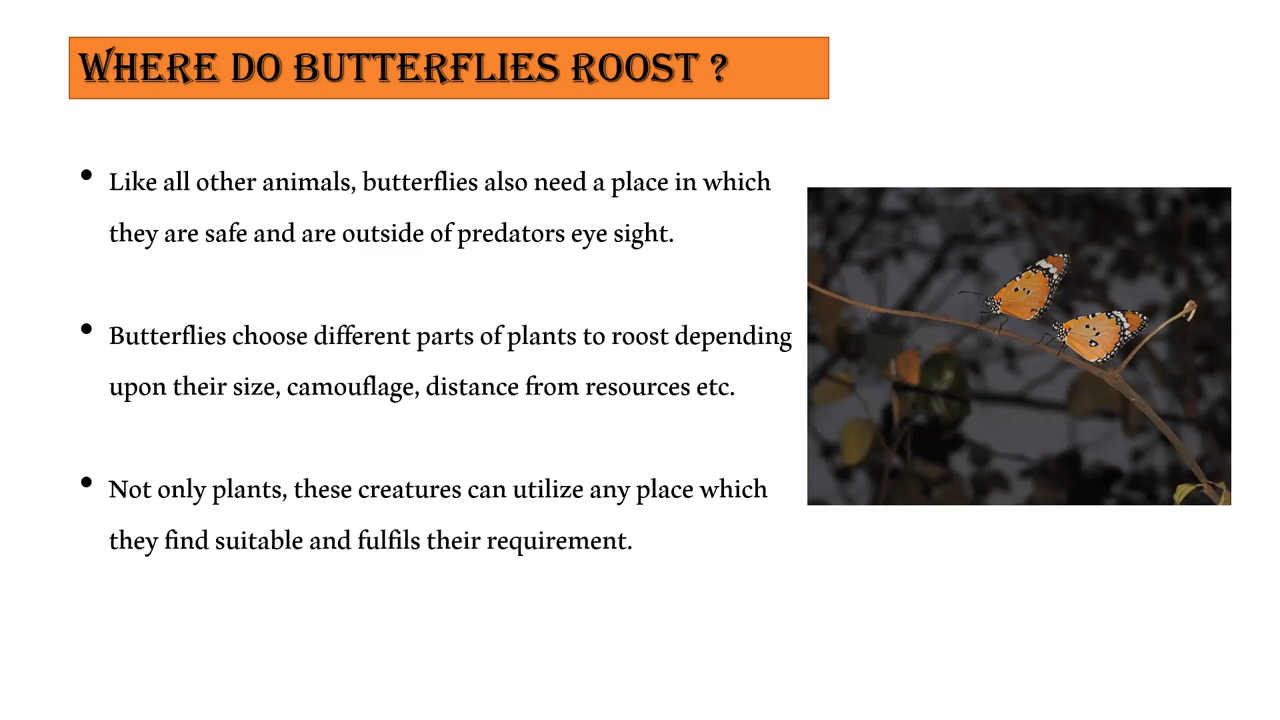 WHERE DO BUTTERFLIES ROOST ?
• Like all other animals, butterflies also need a place in which
they are safe and are outside of predators eye sight.
• Butterflies choose different parts of plants to roost depending
upon their size, camouflage, distance from resources etc.
• Not only plants, these creatures can utilize any place which
they find suitable and fulfils their requirement.